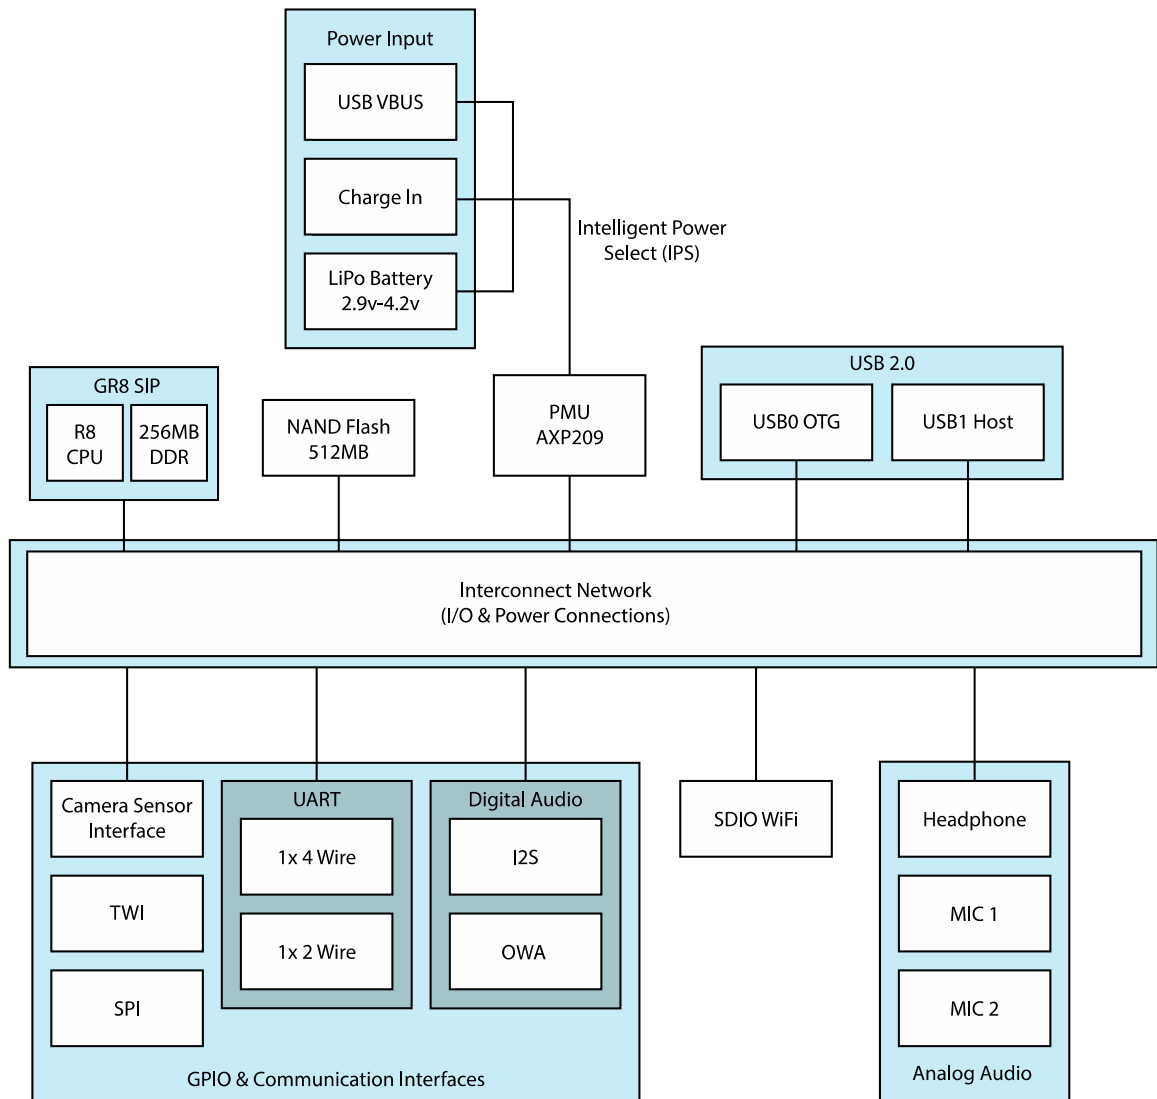 Power Input
USB VBUS
Charge In
LiPo Battery
2.9v-4.2v
Intelligent Power
Select (IPS)
GR8 SIP
R8
CPU
256MB
DDR
NAND Flash
512MB
PMU
AXP209
USB 2.0
USB0 OTG
USB1 Host
Interconnect Network
(I/O & Power Connections)
Camera Sensor
Interface
TWI
SPI
UART
1x 4 Wire
1x 2 Wire
Digital Audio
I2S
OWA
GPIO & Communication Interfaces
SDIO WiFi
Headphone
MIC 1
MIC 2
Analog Audio